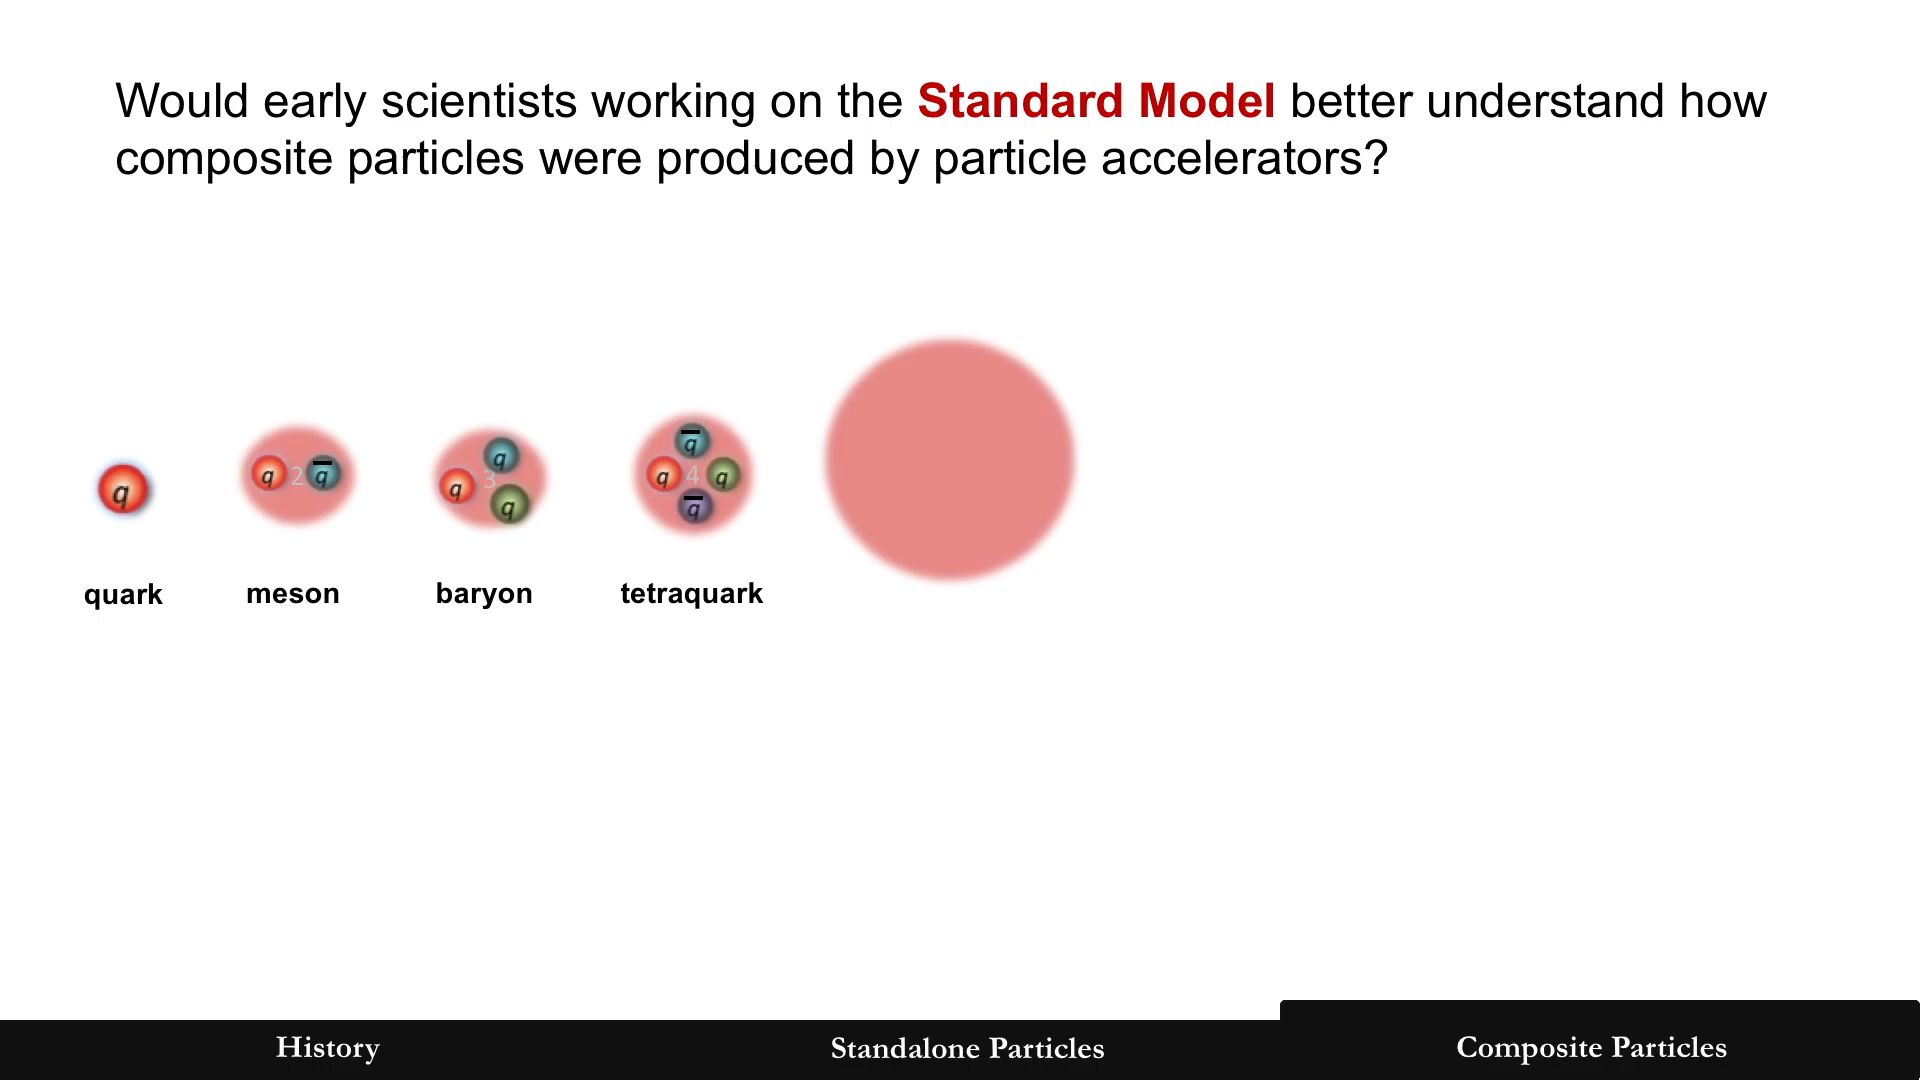 Would early scientists working on the Standard Model better understand how
composite particles were produced by particle accelerators?
q
q 2 q̅
q
q 3
q
q̅
q 4 q
q̅
quark meson baryon tetraquark
History Standalone Particles Composite Particles